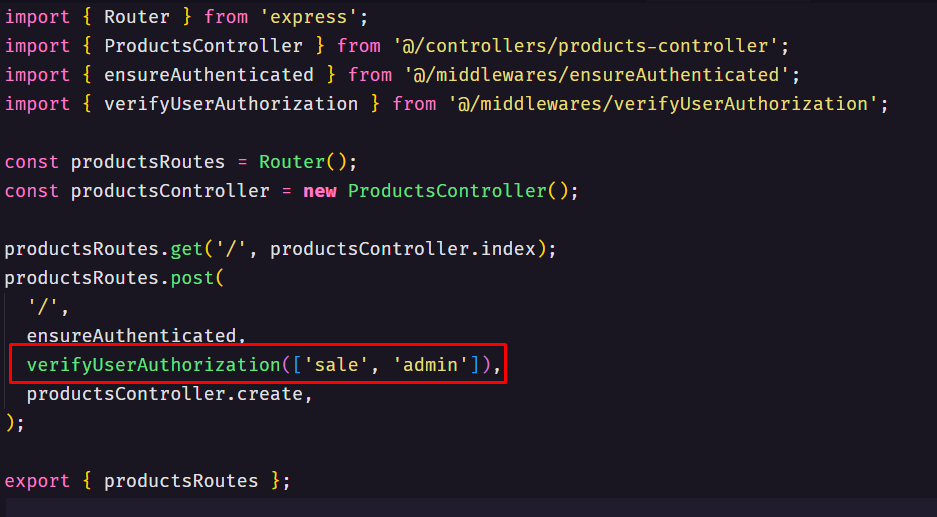 import { Router } from 'express';
import { ProductsController } from '@/controllers/products-controller';
import { ensureAuthenticated } from '@/middlewares/ensureAuthenticated';
import { verifyUserAuthorization } from '@/middlewares/verifyUserAuthorization';
const productsRoutes = Router();
const productsController = new ProductsController();
productsRoutes.get('/', productsController.index);
productsRoutes.post(
'/',
ensureAuthenticated,
verifyUserAuthorization(['sale', 'admin']),
productsController.create,
);
export { productsRoutes };